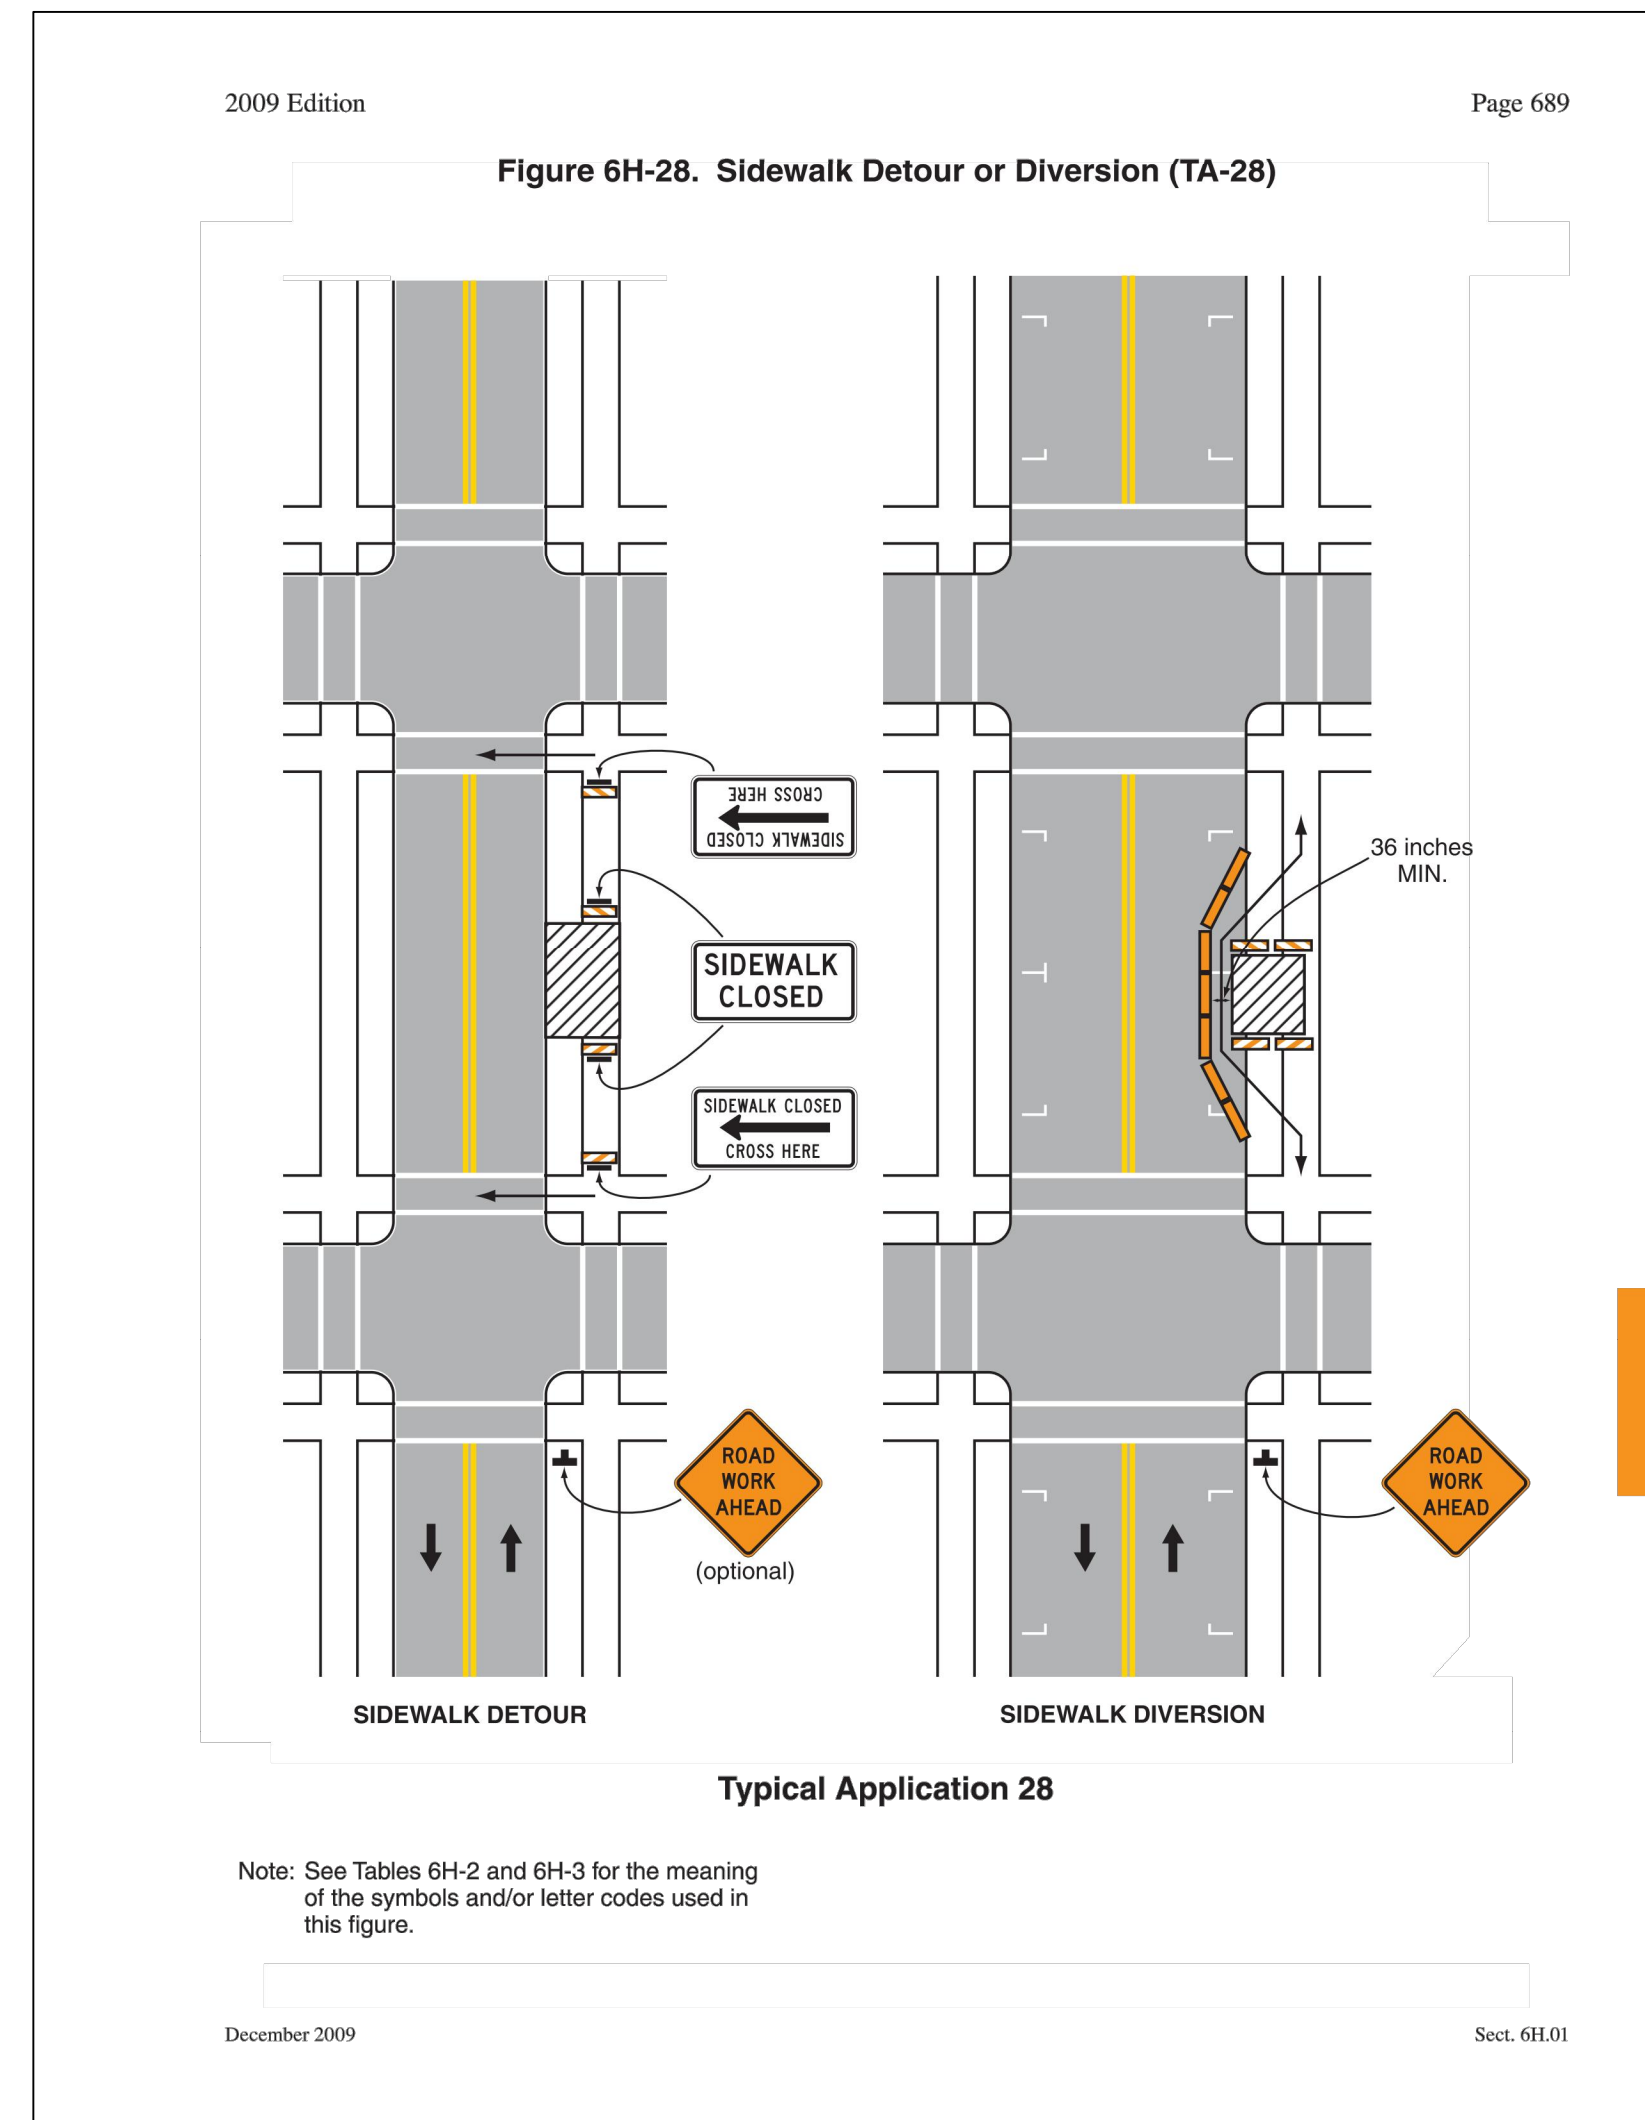 2009 Edition
Page 689
Figure 6H-28. Sidewalk Detour or Diversion (TA-28)
SIDEWALK CLOSED
CROSS HERE
36 inches
MIN.
SIDEWALK
CLOSED
SIDEWALK CLOSED
CROSS HERE
ROAD
WORK
AHEAD
(optional)
ROAD
WORK
AHEAD
SIDEWALK DETOUR
SIDEWALK DIVERSION
Typical Application 28
Note: See Tables 6H-2 and 6H-3 for the meaning
of the symbols and/or letter codes used in
this figure.
December 2009
Sect. 6H.01